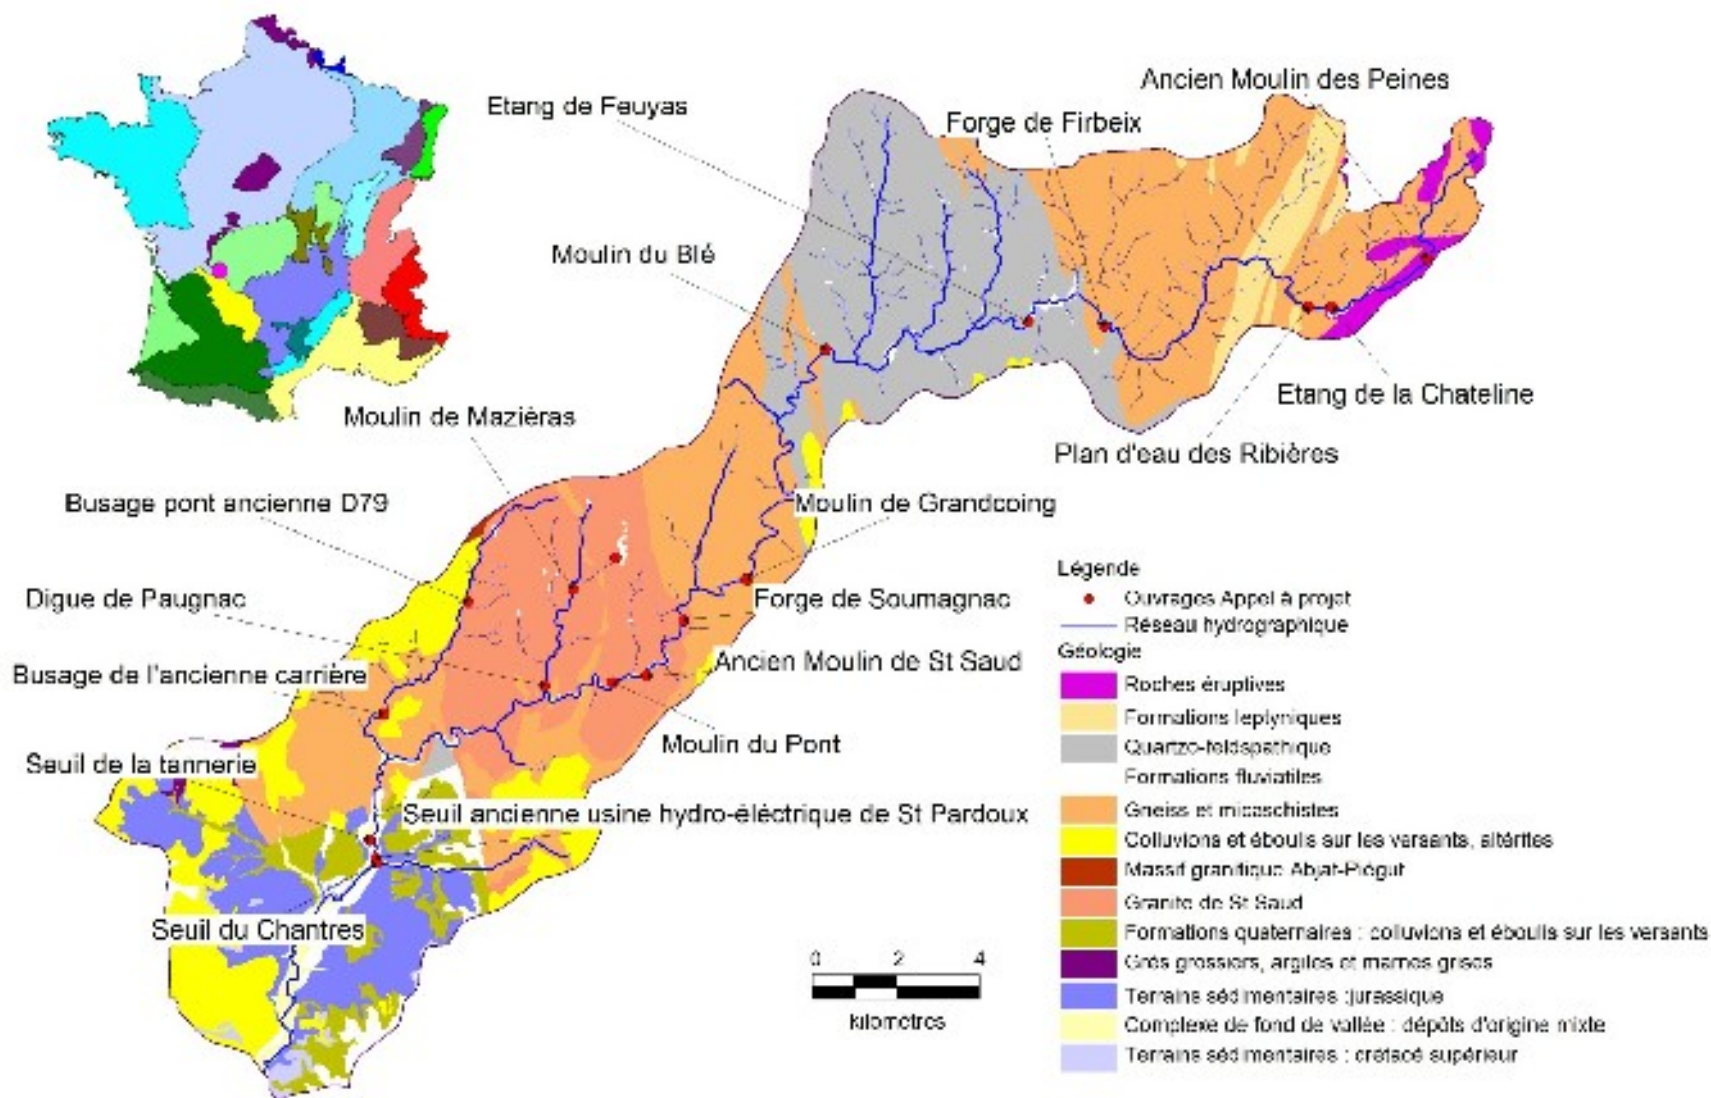 Ancien Moulin des Peines
Etang de Feuyas
Forge de Firbeix
Moulin du Blé
Etang de la Chateline
Moulin de Maziéras
Plan d'eau des Ribières
Busage pont ancienne D79
Moulin de Grandcoing
Digue de Paugnac
Forge de Soumagnac
Busage de l'ancienne carrière
Ancien Moulin de St Saud
Moulin du Pont
Seuil de la tannerie
Seuil ancienne usine hydro-éléctrique de St Pardoux
Seuil du Chantres
0 2 4
kilomètres
Légende
Ouvrages Appel à projet
Réseau hydrographique
Géologie
Roches éruptives
Formations leptyniques
Quartzo-feldspathique
Formations fluviatiles
Gneiss et micaschistes
Colluvions et éboulis sur les versants, altérites
Massif granitique Abjat-Piégut
Granite de St Saud
Formations quaternaires : colluvions et éboulis sur les versants
Grès grossiers, argiles et marnes grises
Terrains sédimentaires :jurassique
Complexe de fond de vallée : dépôts d'origine mixte
Terrains sédimentaires : crétacé supérieur